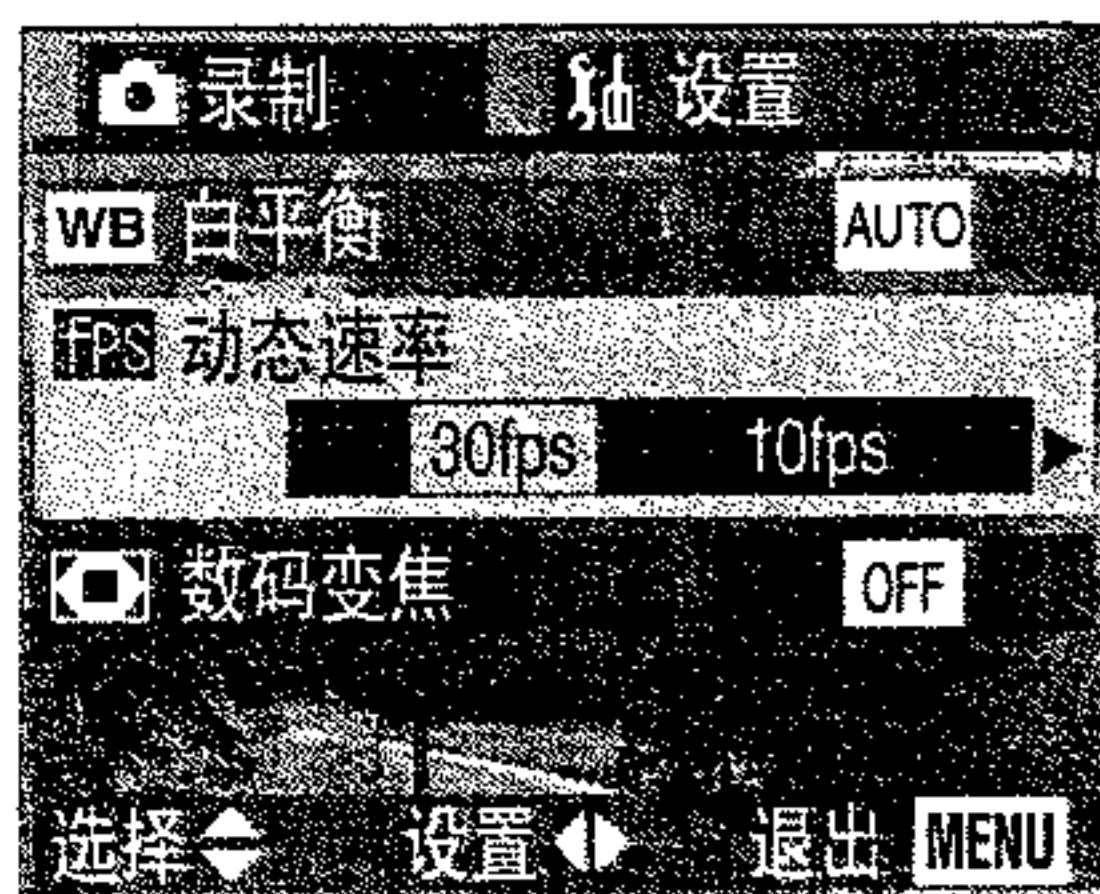 录制 设置
WB 白平衡 AUTO
fPS 动态速率
30fps 10fps
数码变焦 OFF
选择 设置 退出 MENU